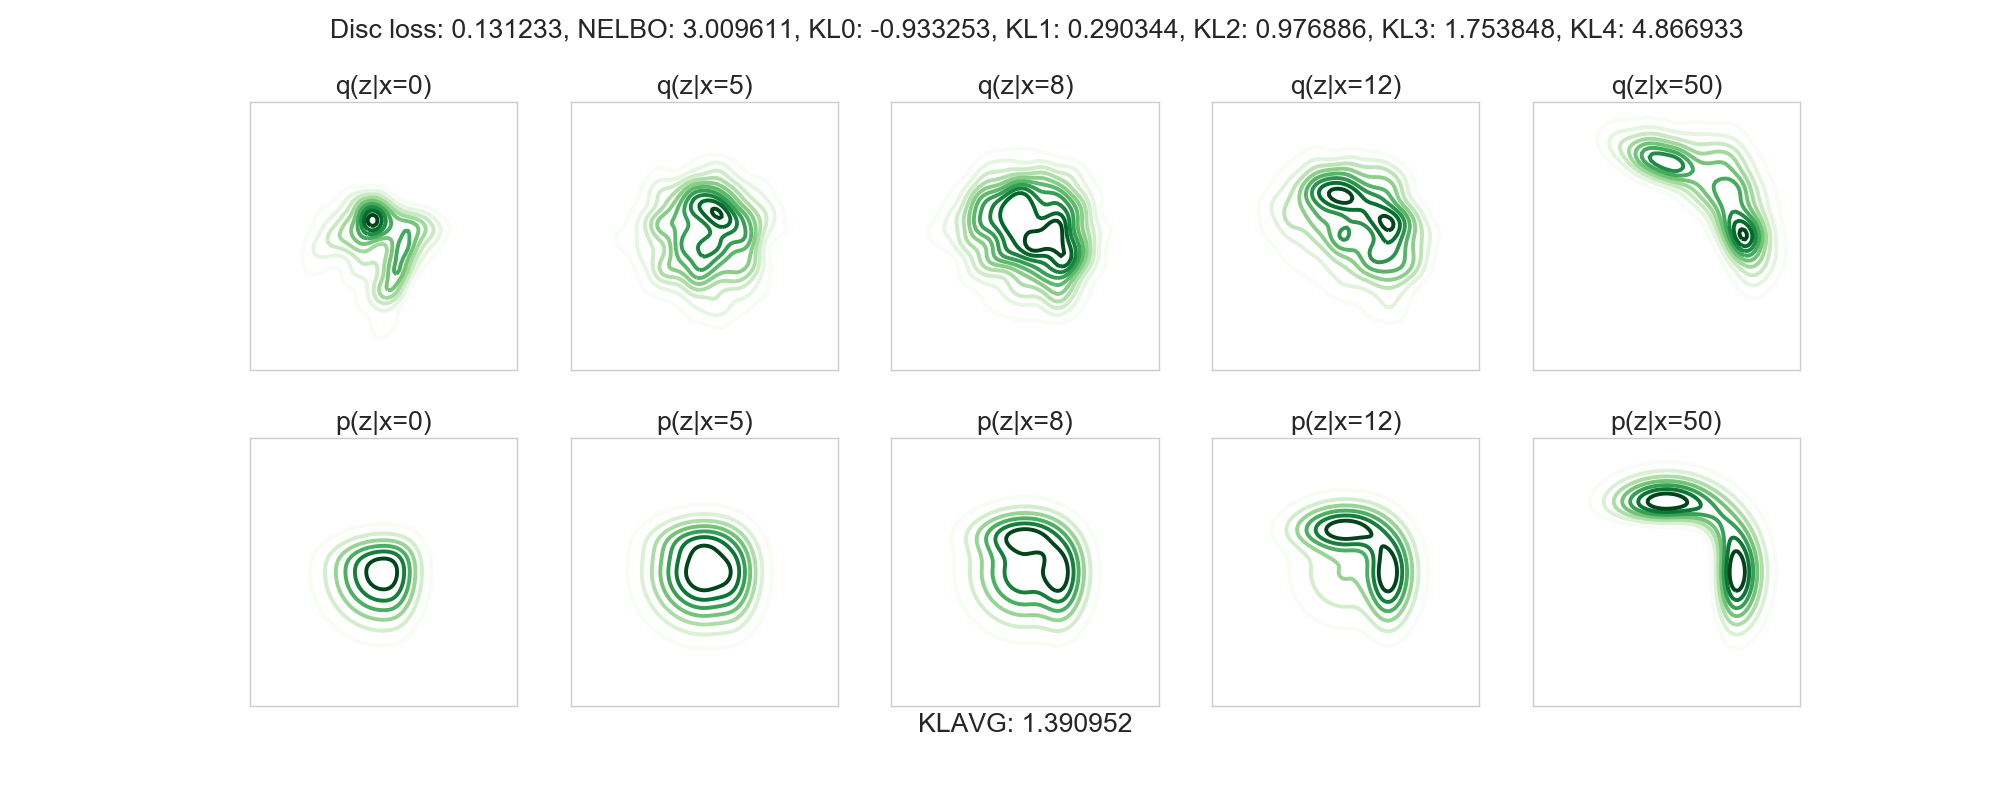 Disc loss: 0.131233, NELBO: 3.009611, KL0: -0.933253, KL1: 0.290344, KL2: 0.976886, KL3: 1.753848, KL4: 4.866933
q(z|x=0) q(z|x=5) q(z|x=8) q(z|x=12) q(z|x=50)
p(z|x=0) p(z|x=5) p(z|x=8) p(z|x=12) p(z|x=50)
KLAVG: 1.390952